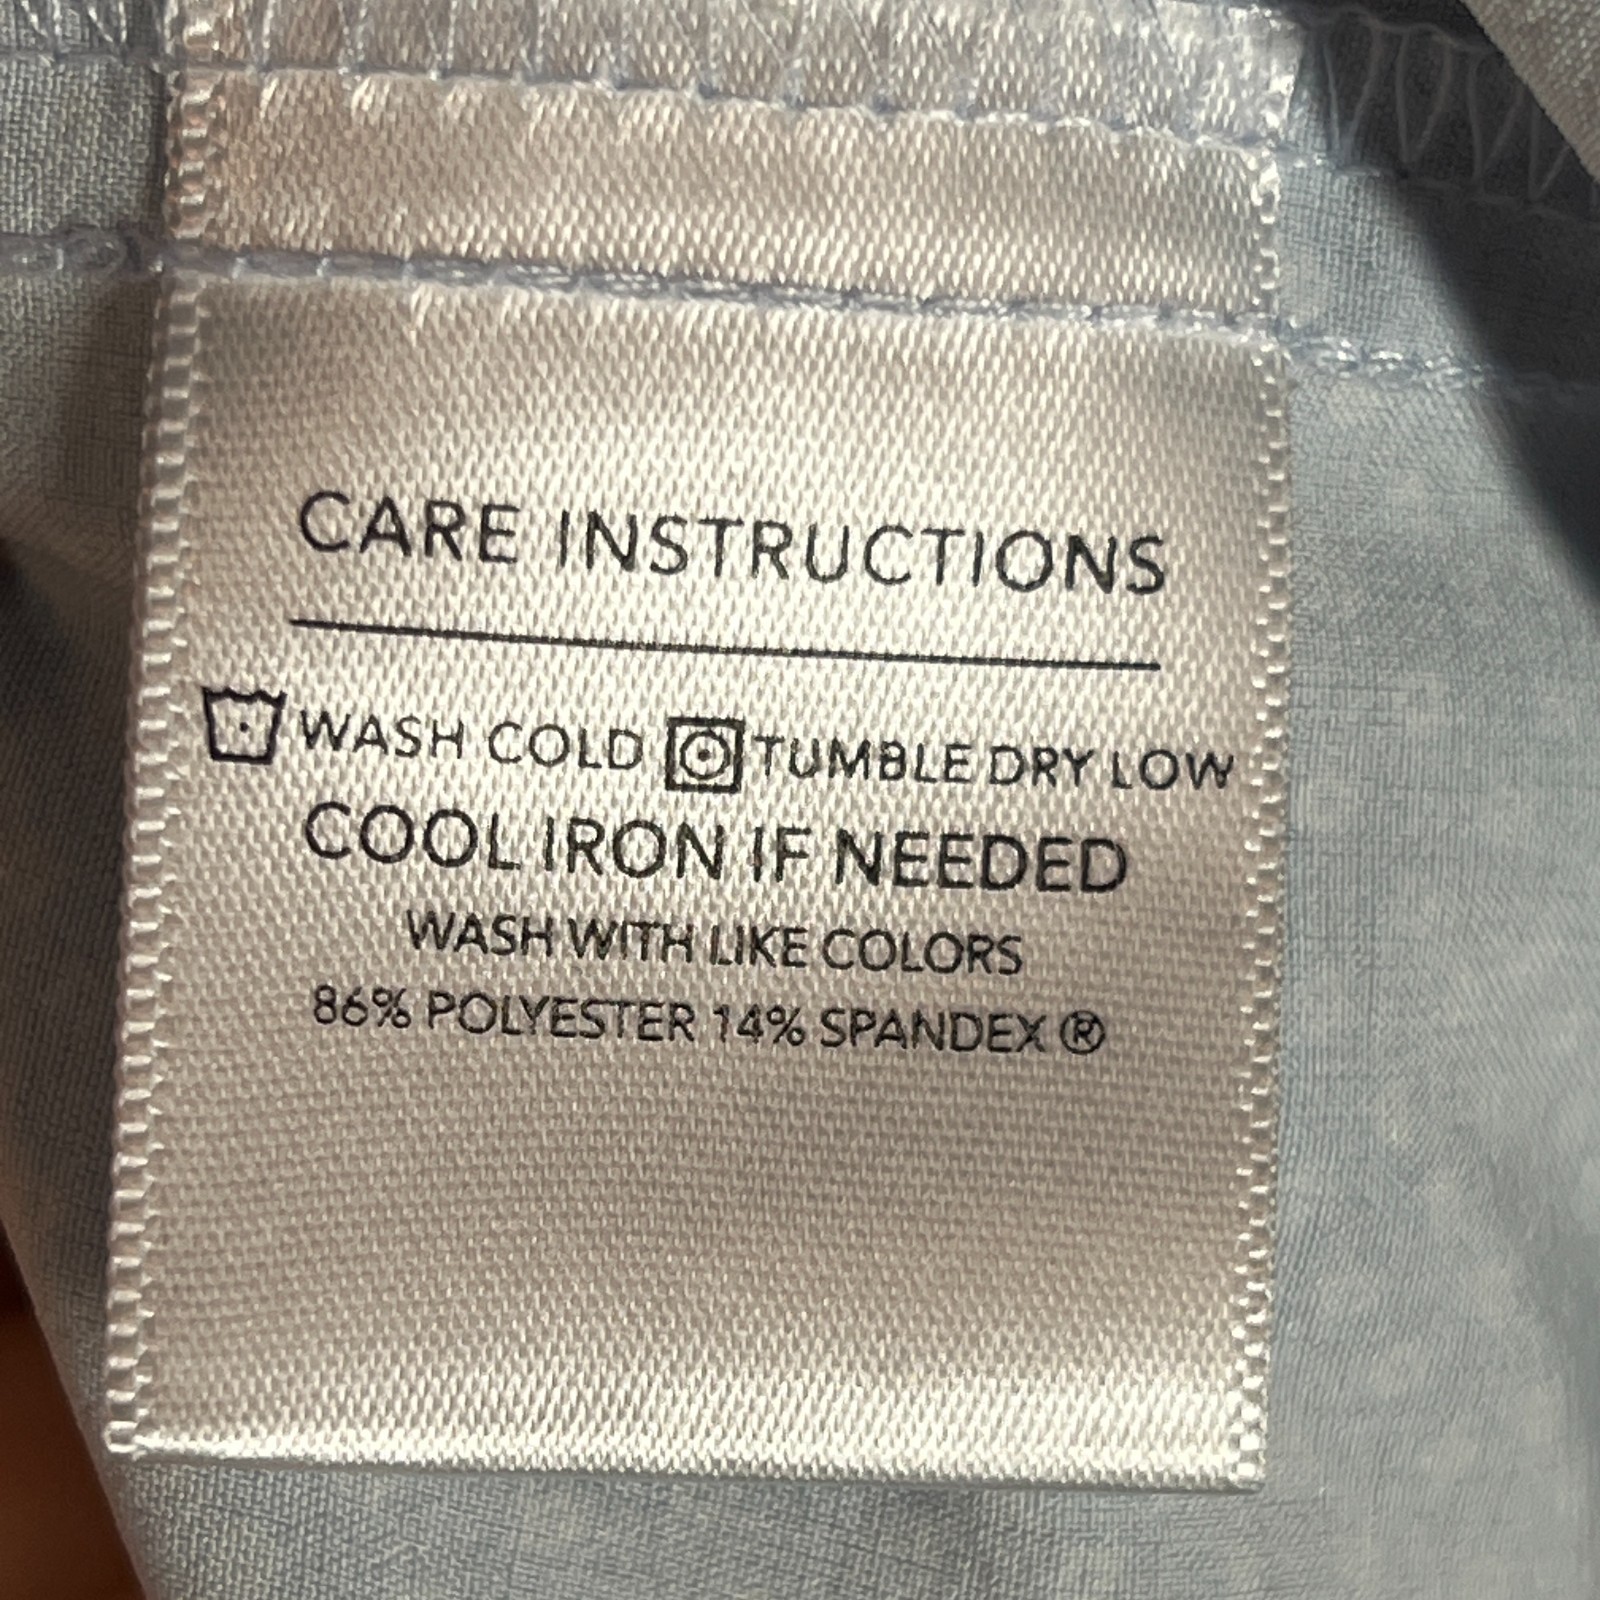 CARE INSTRUCTIONS
WASH COLD TUMBLE DRY LOW
COOL IRON IF NEEDED
WASH WITH LIKE COLORS
86% POLYESTER 14% SPANDEX ®